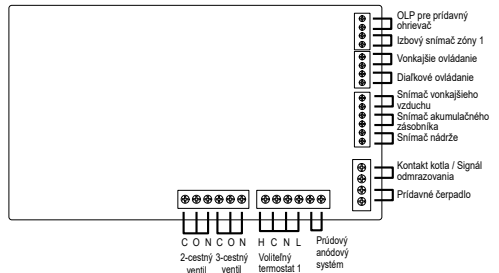 OLP pre prídavný
ohrievač
Izbový snímač zóny 1
Vonkajšie ovládanie
Diaľkové ovládanie
Snímač vonkajšieho
vzduchu
Snímač akumulačného
zásobníka
Snímač nádrže
Kontakt kotla / Signál
odmrazovania
Prídavné čerpadlo
C O N C O N H C N L
2-cestný
ventil
3-cestný
ventil
Voliteľný
termostat 1
Prúdový
anódový
systém